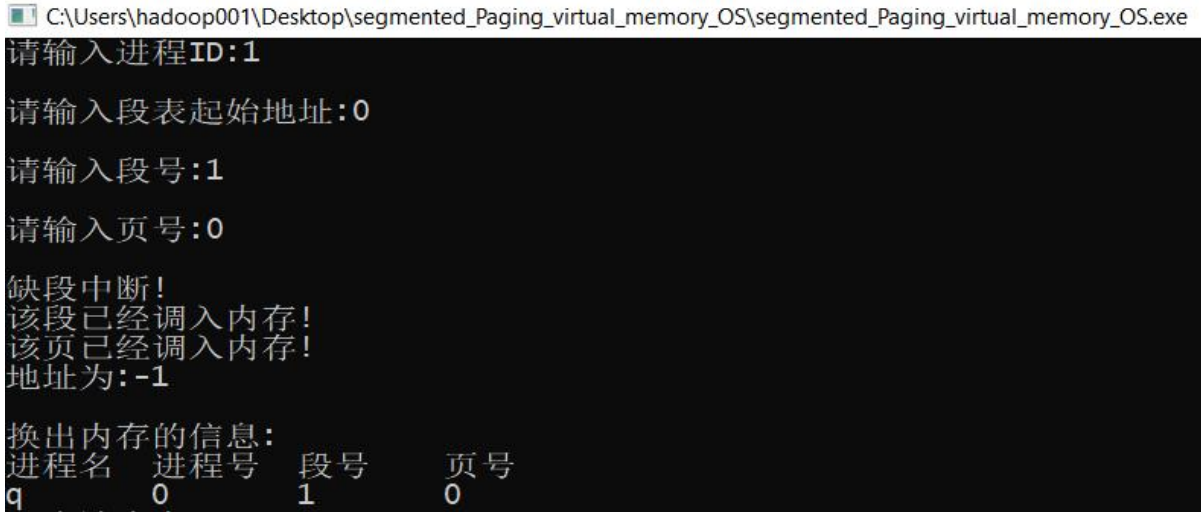 C:\Users\hadoop001\Desktop\segmented_Paging_virtual_memory_OS\segmented_Paging_virtual_memory_OS.exe
请输入进程ID:1
请输入段表起始地址:0
请输入段号:1
请输入页号:0
缺段中断!
该段已经调入内存!
该页已经调入内存!
地址为:-1
换出内存的信息:
进程名 进程号 段号 页号
q 0 1 0